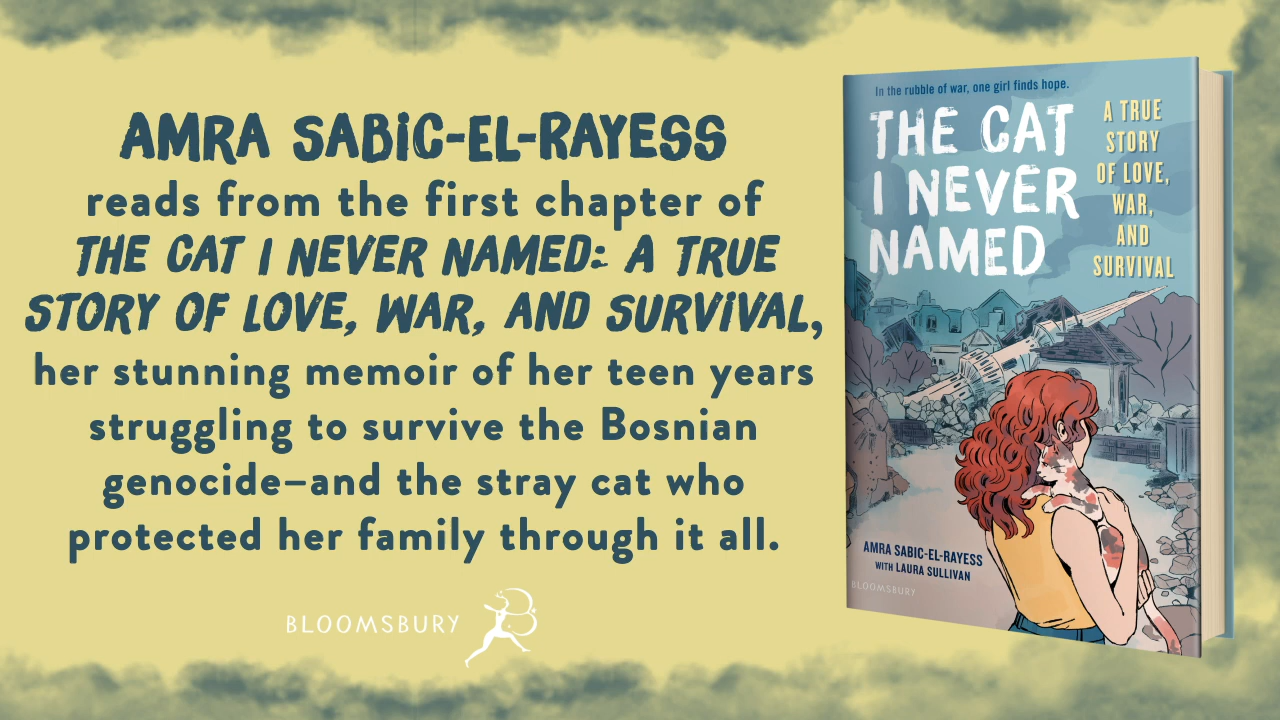 AMRA SABIC-EL-RAYESS
reads from the first chapter of
THE CAT I NEVER NAMED: A TRUE
STORY OF LOVE, WAR, AND SURVIVAL,
her stunning memoir of her teen years
struggling to survive the Bosnian
genocide–and the stray cat who
protected her family through it all.
BLOOMSBURY
In the rubble of war, one girl finds hope.
THE CAT
I NEVER
NAMED
A TRUE
STORY
OF LOVE,
WAR,
AND
SURVIVAL
AMRA SABIC-EL-RAYESS
WITH LAURA SULLIVAN
BLOOMSBURY